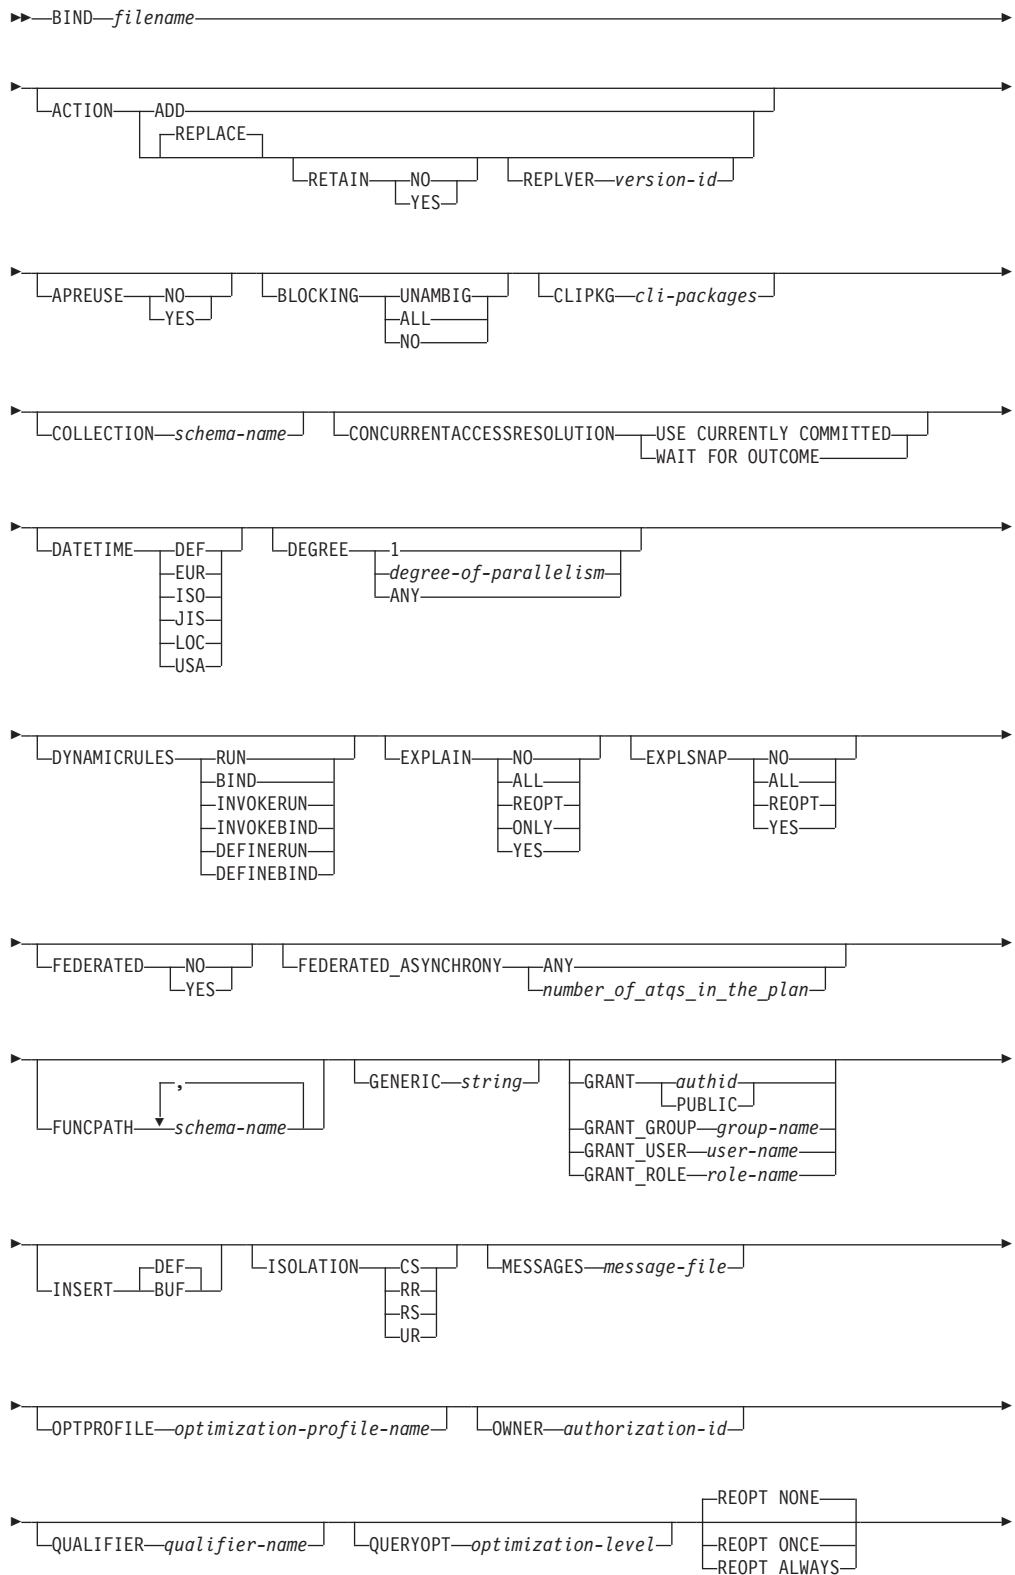 BIND filename
ACTION ADD
REPLACE
RETAIN NO REPLVER version-id
YES
APREUSE NO BLOCKING UNAMBIG CLIPKG cli-packages
YES ALL
NO
COLLECTION schema-name CONCURRENTACCESSRESOLUTION USE CURRENTLY COMMITTED
WAIT FOR OUTCOME
DATETIME DEF DEGREE 1
EUR degree-of-parallelism
ISO ANY
JIS
LOC
USA
DYNAMICRULES RUN EXPLAIN NO EXPLSNAP NO
BIND ALL ALL
INVOKERUN REOPT REOPT
INVOKEBIND ONLY YES
DEFINERUN YES
DEFINEBIND
FEDERATED NO FEDERATED_ASYNCHRONY ANY
YES number_of_atqs_in_the_plan
GENERIC string GRANT authid
, PUBLIC
FUNCPATH schema-name GRANT_GROUP group-name
GRANT_USER user-name
GRANT_ROLE role-name
DEF ISOLATION CS MESSAGES message-file
INSERT BUF RR
RS
UR
OPTPROFILE optimization-profile-name OWNER authorization-id
REOPT NONE
QUALIFIER qualifier-name QUERYOPT optimization-level REOPT ONCE
REOPT ALWAYS